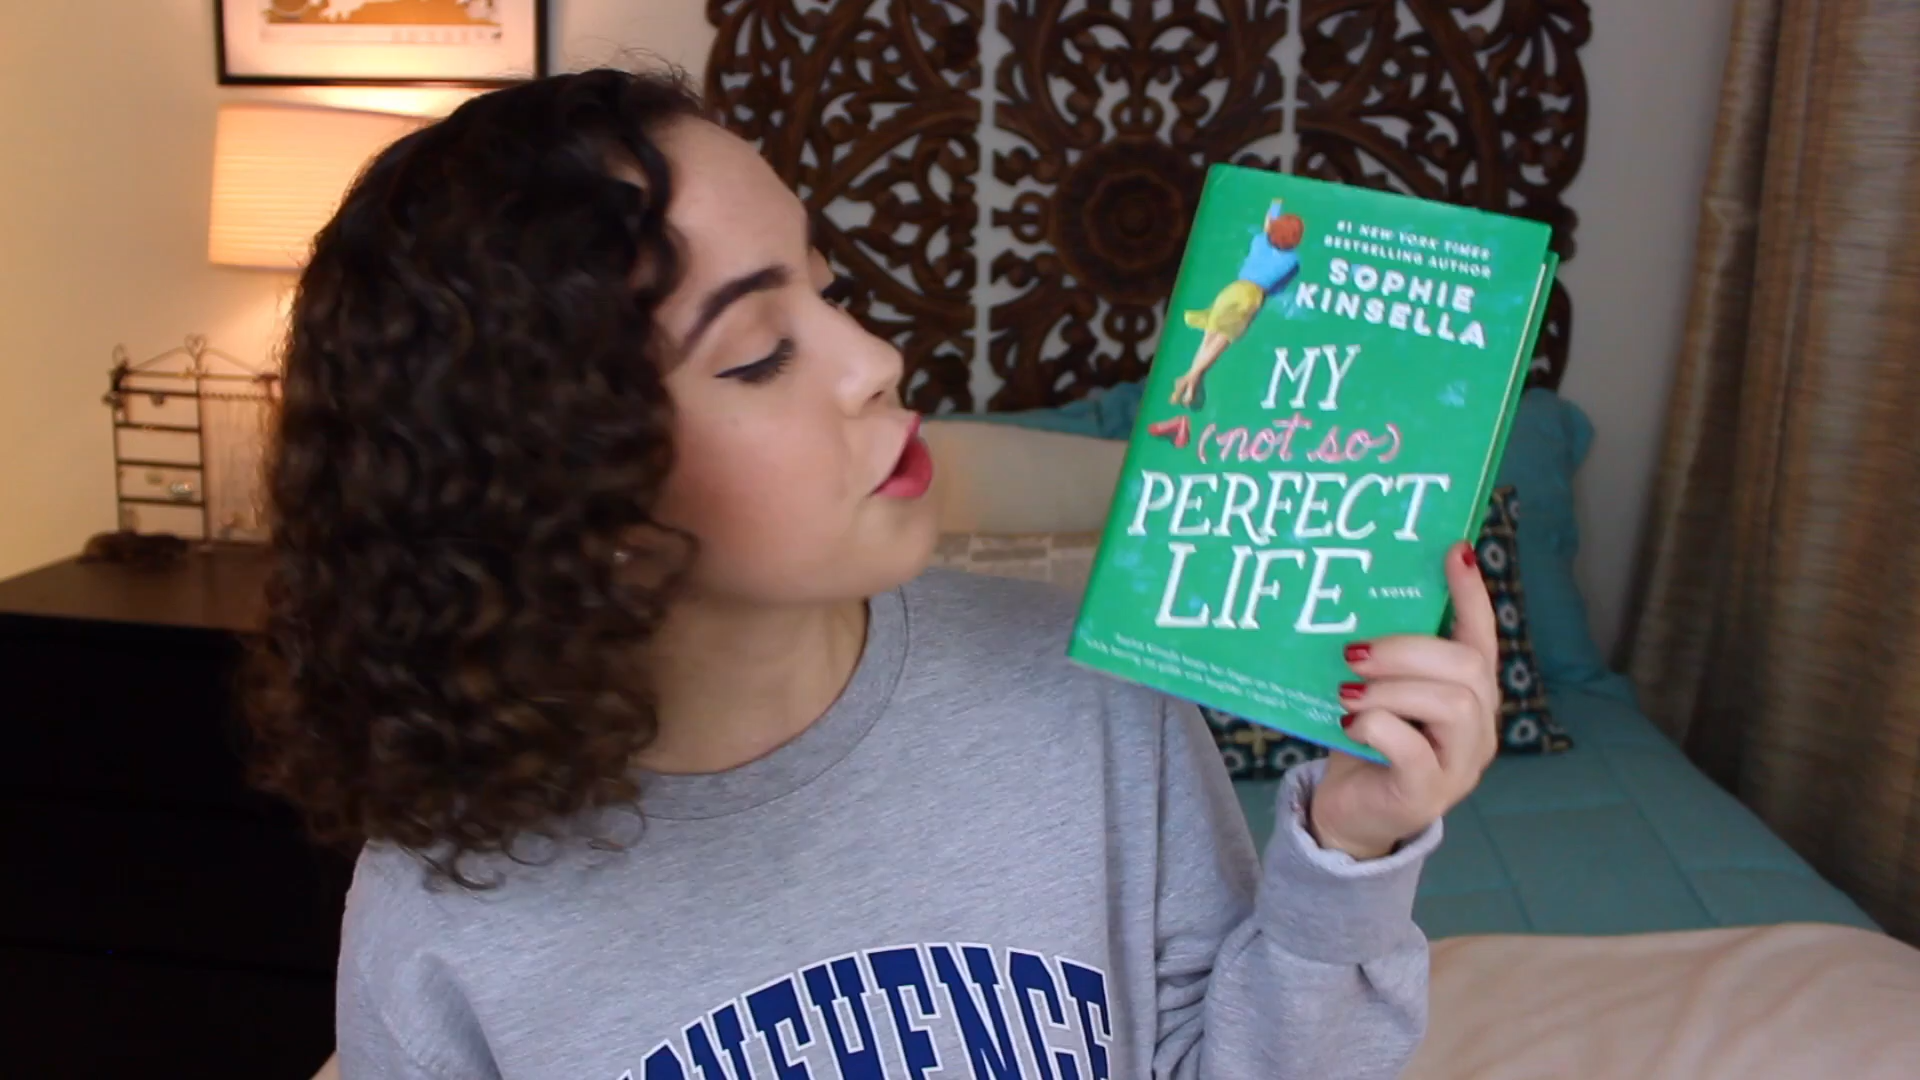 #1 NEW YORK TIMES
BESTSELLING AUTHOR
SOPHIE
KINSELLA
MY
(not so)
PERFECT
LIFE
A NOVEL